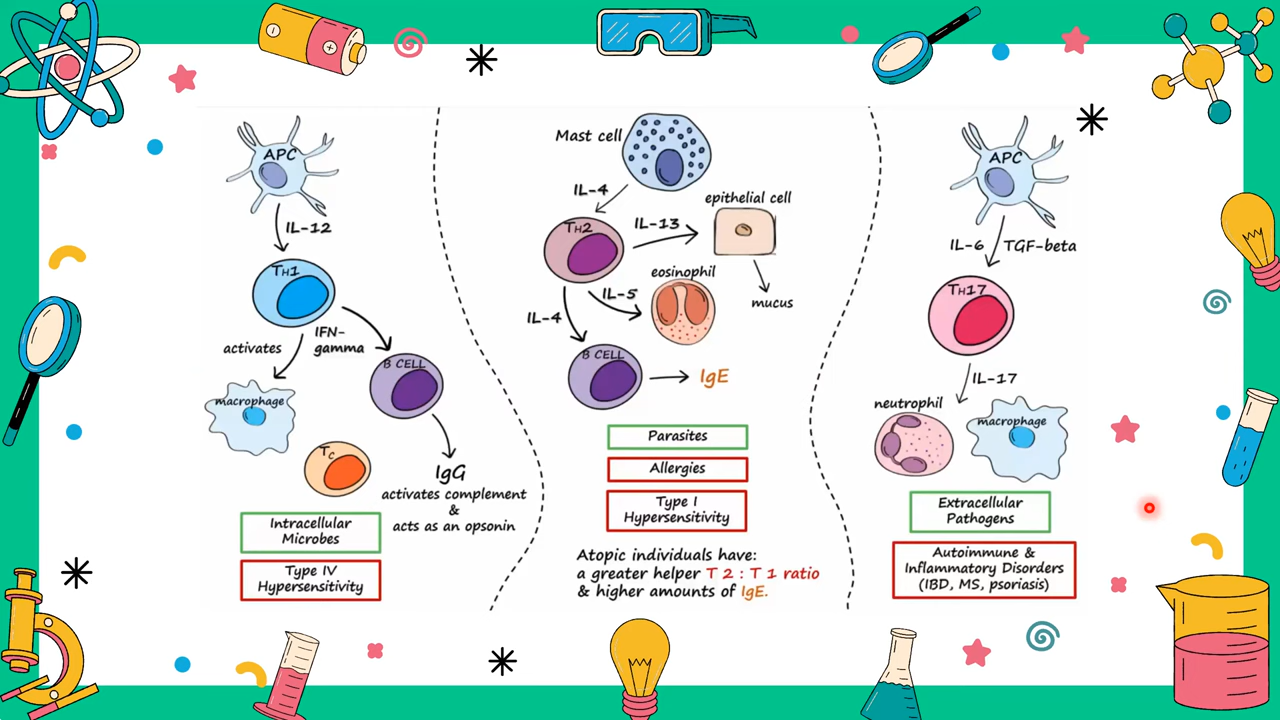 APC
IL-12
TH1
activates
IFN-
gamma
B CELL
macrophage
TC
IgG
activates complement
&
acts as an opsonin
Intracellular
Microbes
Type IV
Hypersensitivity
Mast cell
IL-4
epithelial cell
TH2
IL-13
eosinophil
IL-5
mucus
IL-4
B CELL
IgE
Parasites
Allergies
Type I
Hypersensitivity
Atopic individuals have:
a greater helper T 2 : T 1 ratio
& higher amounts of IgE.
APC
IL-6 TGF-beta
TH17
IL-17
neutrophil
macrophage
Extracellular
Pathogens
Autoimmune &
Inflammatory Disorders
(IBD, MS, psoriasis)